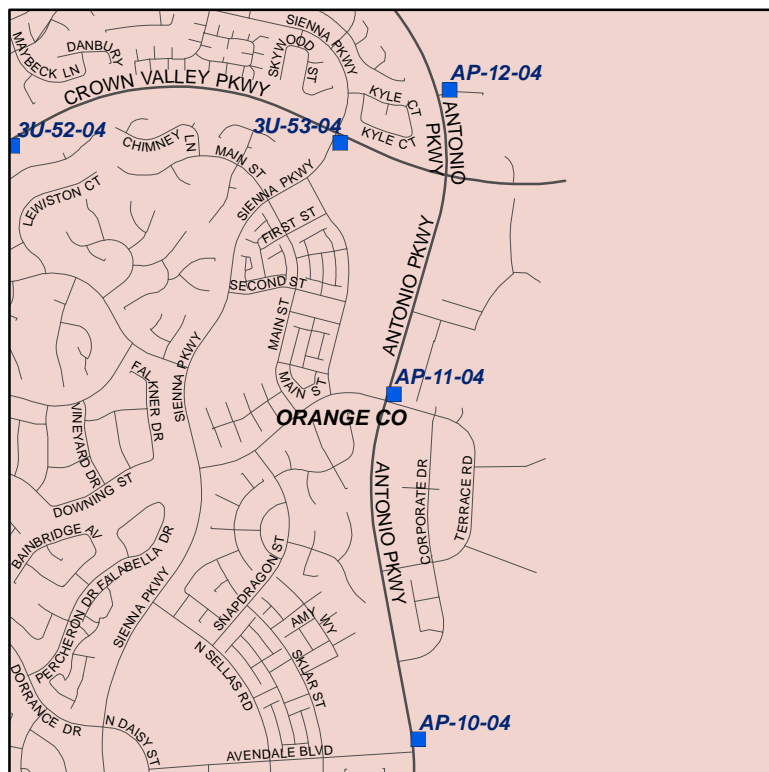 SIENNA PKWY
MAYBECK LN
DANBURY
SKYWOOD ST
CROWN VALLEY PKWY
AP-12-04
KYLE CT
ANTONIO PKWY
3U-52-04
3U-53-04
KYLE CT
CHIMNEY LN
MAIN ST
SIENNA PKWY
LEWISTON CT
FIRST ST
SECOND ST
ANTONIO PKWY
MAIN ST
SIENNA PKWY
FALKNER DR
MAIN ST
AP-11-04
ORANGE CO
VINEYARD DR
DOWNING ST
ANTONIO PKWY
CORPORATE DR
TERRACE RD
BAINBRIDGE AV
FALABELLA DR
PERCHERON DR
SIENNA PKWY
SNAPDRAGON ST
AMY WY
N SELLAS RD
SKLAR ST
DORRANCE DR
N DAISY ST
AP-10-04
AVENDALE BLVD